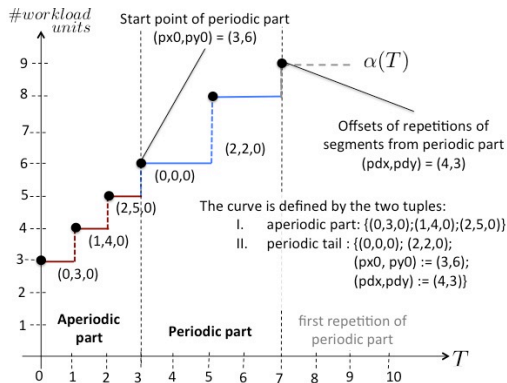 #workload
units
Start point of periodic part
(px0,py0) = (3,6)
α(T)
9
8
7
6
5
4
3
2
1
(0,3,0)
(1,4,0)
(2,5,0)
(0,0,0)
(2,2,0)
Offsets of repetitions of
segments from periodic part
(pdx,pdy) = (4,3)
The curve is defined by the two tuples:
I. aperiodic part: {(0,3,0);(1,4,0);(2,5,0)}
II. periodic tail : {(0,0,0); (2,2,0);
(px0, py0) := (3,6);
(pdx,pdy) := (4,3)}
Aperiodic
part
Periodic part
first repetition of
periodic part
0 1 2 3 4 5 6 7 8 9 10
T